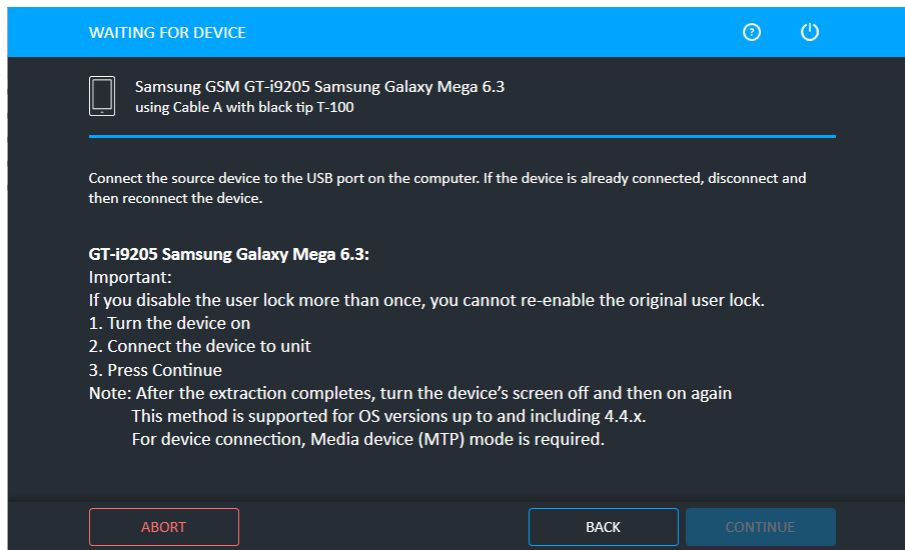 WAITING FOR DEVICE
Samsung GSM GT-i9205 Samsung Galaxy Mega 6.3
using Cable A with black tip T-100
Connect the source device to the USB port on the computer. If the device is already connected, disconnect and
then reconnect the device.
GT-i9205 Samsung Galaxy Mega 6.3:
Important:
If you disable the user lock more than once, you cannot re-enable the original user lock.
1. Turn the device on
2. Connect the device to unit
3. Press Continue
Note: After the extraction completes, turn the device’s screen off and then on again
This method is supported for OS versions up to and including 4.4.x.
For device connection, Media device (MTP) mode is required.
ABORT
BACK
CONTINUE